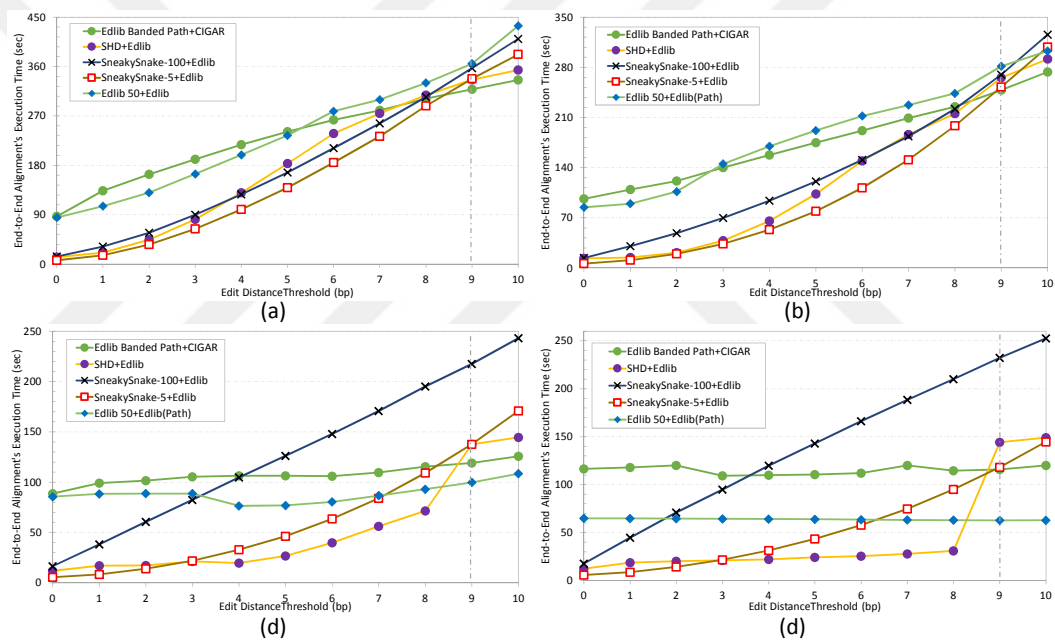 End-to-End Alignment's Execution Time (sec)
450
360
270
180
90
0
Edlib Banded Path+CIGAR
SHD+Edlib
SneakySnake-100+Edlib
SneakySnake-5+Edlib
Edlib 50+Edlib
0 1 2 3 4 5 6 7 8 9 10
Edit DistanceThreshold (bp)
(a)
End-to-End Alignment's Execution Time (sec)
350
280
210
140
70
0
Edlib Banded Path+CIGAR
SHD+Edlib
SneakySnake-100+Edlib
SneakySnake-5+Edlib
Edlib 50+Edlib(Path)
0 1 2 3 4 5 6 7 8 9 10
Edit DistanceThreshold (bp)
(b)
End-to-End Alignment's Execution Time (sec)
250
200
150
100
50
0
Edlib Banded Path+CIGAR
SHD+Edlib
SneakySnake-100+Edlib
SneakySnake-5+Edlib
Edlib 50+Edlib(Path)
0 1 2 3 4 5 6 7 8 9 10
Edit DistanceThreshold (bp)
(d)
End-to-End Alignment's Execution Time (sec)
250
200
150
100
50
0
Edlib Banded Path+CIGAR
SHD+Edlib
SneakySnake-100+Edlib
SneakySnake-5+Edlib
Edlib 50+Edlib(Path)
0 1 2 3 4 5 6 7 8 9 10
Edit DistanceThreshold (bp)
(d)